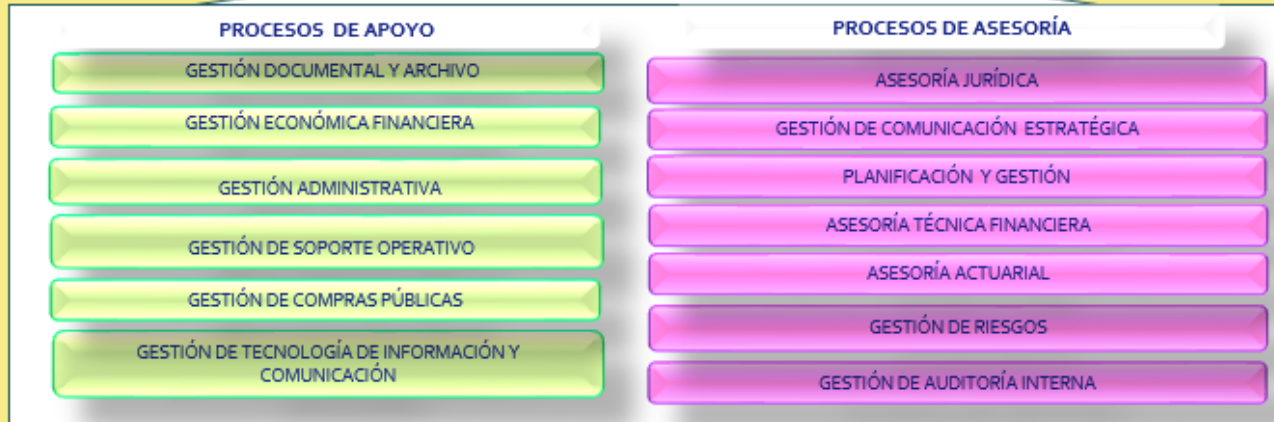 PROCESOS DE APOYO
GESTIÓN DOCUMENTAL Y ARCHIVO
GESTIÓN ECONÓMICA FINANCIERA
GESTIÓN ADMINISTRATIVA
GESTIÓN DE SOPORTE OPERATIVO
GESTIÓN DE COMPRAS PÚBLICAS
GESTIÓN DE TECNOLOGÍA DE INFORMACIÓN Y
COMUNICACIÓN
PROCESOS DE ASESORÍA
ASESORÍA JURÍDICA
GESTIÓN DE COMUNICACIÓN ESTRATÉGICA
PLANIFICACIÓN Y GESTIÓN
ASESORÍA TÉCNICA FINANCIERA
ASESORÍA ACTUARIAL
GESTIÓN DE RIESGOS
GESTIÓN DE AUDITORÍA INTERNA